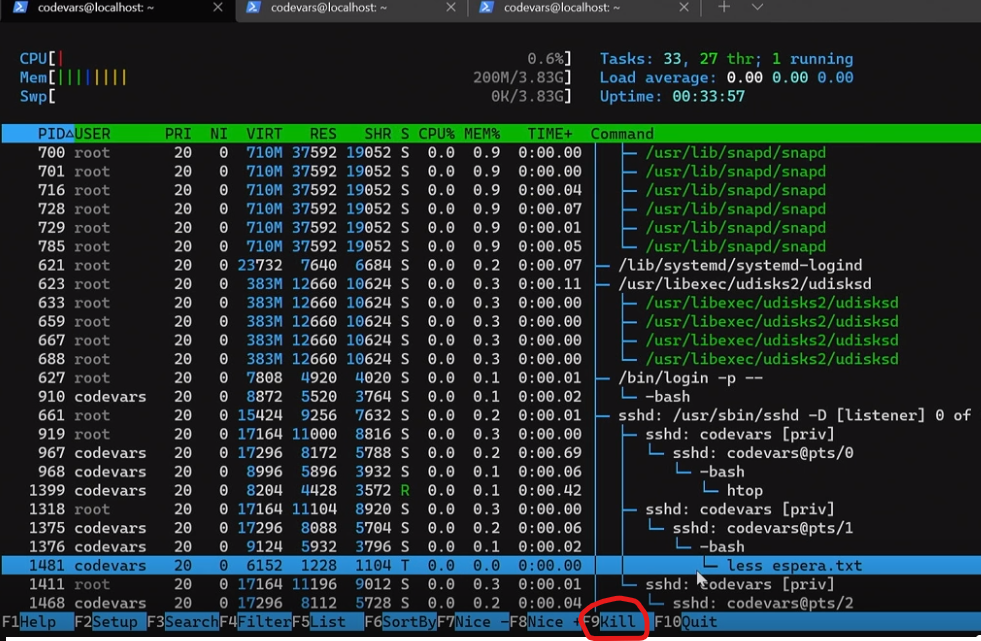 codevars@localhost: ~ codevars@localhost: ~ codevars@localhost: ~
CPU[| 0.6%] Tasks: 33, 27 thr; 1 running
Mem[||||||||| 200M/3.83G] Load average: 0.00 0.00 0.00
Swp[ 0K/3.83G] Uptime: 00:33:57
PID△USER PRI NI VIRT RES SHR S CPU% MEM% TIME+ Command
700 root 20 0 710M 37592 19052 S 0.0 0.9 0:00.00 /usr/lib/snapd/snapd
701 root 20 0 710M 37592 19052 S 0.0 0.9 0:00.00 /usr/lib/snapd/snapd
716 root 20 0 710M 37592 19052 S 0.0 0.9 0:00.04 /usr/lib/snapd/snapd
728 root 20 0 710M 37592 19052 S 0.0 0.9 0:00.07 /usr/lib/snapd/snapd
729 root 20 0 710M 37592 19052 S 0.0 0.9 0:00.01 /usr/lib/snapd/snapd
785 root 20 0 710M 37592 19052 S 0.0 0.9 0:00.05 /usr/lib/snapd/snapd
621 root 20 0 23732 7640 6684 S 0.0 0.2 0:00.07 /lib/systemd/systemd-logind
623 root 20 0 383M 12660 10624 S 0.0 0.3 0:00.11 /usr/libexec/udisks2/udisksd
633 root 20 0 383M 12660 10624 S 0.0 0.3 0:00.00 /usr/libexec/udisks2/udisksd
659 root 20 0 383M 12660 10624 S 0.0 0.3 0:00.01 /usr/libexec/udisks2/udisksd
667 root 20 0 383M 12660 10624 S 0.0 0.3 0:00.00 /usr/libexec/udisks2/udisksd
688 root 20 0 383M 12660 10624 S 0.0 0.3 0:00.00 /usr/libexec/udisks2/udisksd
627 root 20 0 7808 4920 4020 S 0.0 0.1 0:00.01 /bin/login -p --
910 codevars 20 0 8872 5520 3764 S 0.0 0.1 0:00.02 -bash
661 root 20 0 15424 9256 7632 S 0.0 0.2 0:00.01 sshd: /usr/sbin/sshd -D [listener] 0 of
919 root 20 0 17164 11000 8816 S 0.0 0.3 0:00.00 sshd: codevars [priv]
967 codevars 20 0 17296 8172 5788 S 0.0 0.2 0:00.69 sshd: codevars@pts/0
968 codevars 20 0 8996 5896 3932 S 0.0 0.1 0:00.06 -bash
1399 codevars 20 0 8204 4428 3572 R 0.0 0.1 0:00.42 htop
1318 root 20 0 17164 11104 8920 S 0.0 0.3 0:00.00 sshd: codevars [priv]
1375 codevars 20 0 17296 8088 5704 S 0.0 0.2 0:00.06 sshd: codevars@pts/1
1376 codevars 20 0 9124 5932 3796 S 0.0 0.1 0:00.02 -bash
1481 codevars 20 0 6152 1228 1104 T 0.0 0.0 0:00.00 less espera.txt
1411 root 20 0 17164 11196 9012 S 0.0 0.3 0:00.01 sshd: codevars [priv]
1468 codevars 20 0 17296 8112 5728 S 0.0 0.2 0:00.04 sshd: codevars@pts/2
F1Help F2Setup F3SearchF4FilterF5List F6SortByF7Nice -F8Nice +F9Kill F10Quit